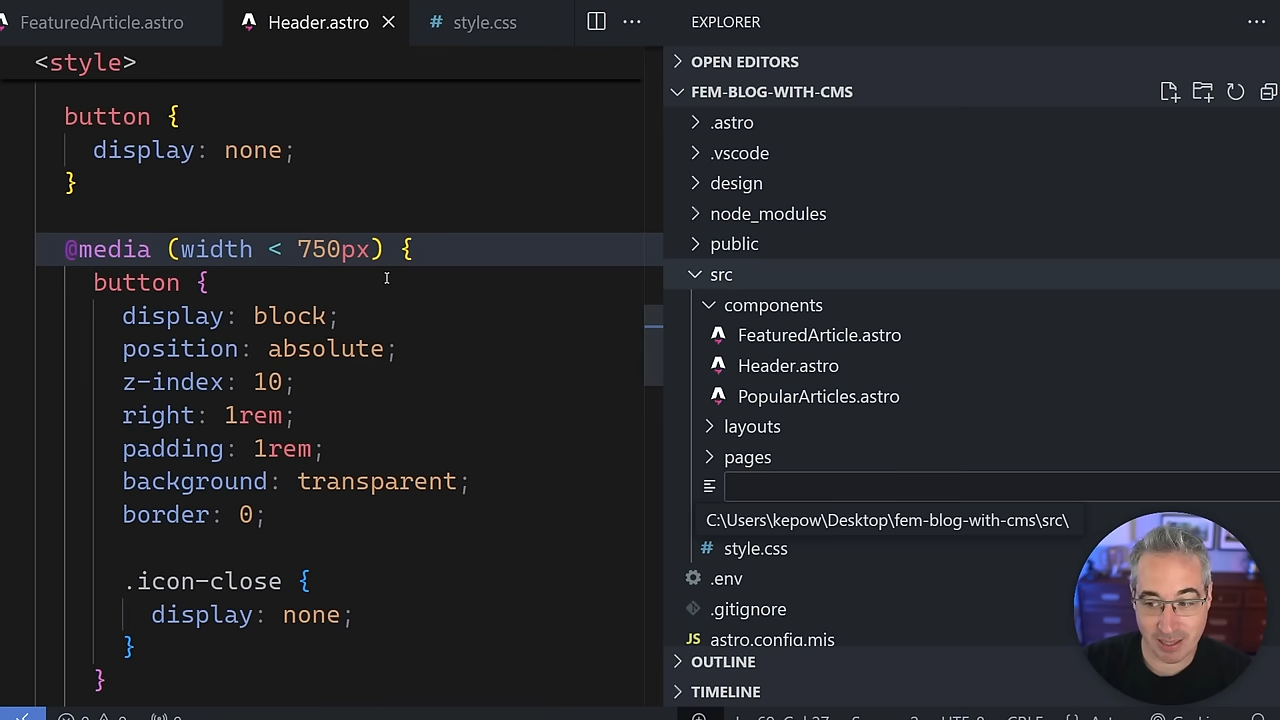 FeaturedArticle.astro
Header.astro
# style.css
<style>
button {
display: none;
}
@media (width < 750px) {
button {
display: block;
position: absolute;
z-index: 10;
right: 1rem;
padding: 1rem;
background: transparent;
border: 0;
.icon-close {
display: none;
}
}
EXPLORER
OPEN EDITORS
FEM-BLOG-WITH-CMS
.astro
.vscode
design
node_modules
public
src
components
FeaturedArticle.astro
Header.astro
PopularArticles.astro
layouts
pages
C:\Users\kepow\Desktop\fem-blog-with-cms\src\
# style.css
.env
.gitignore
JS astro.config.mjs
OUTLINE
TIMELINE